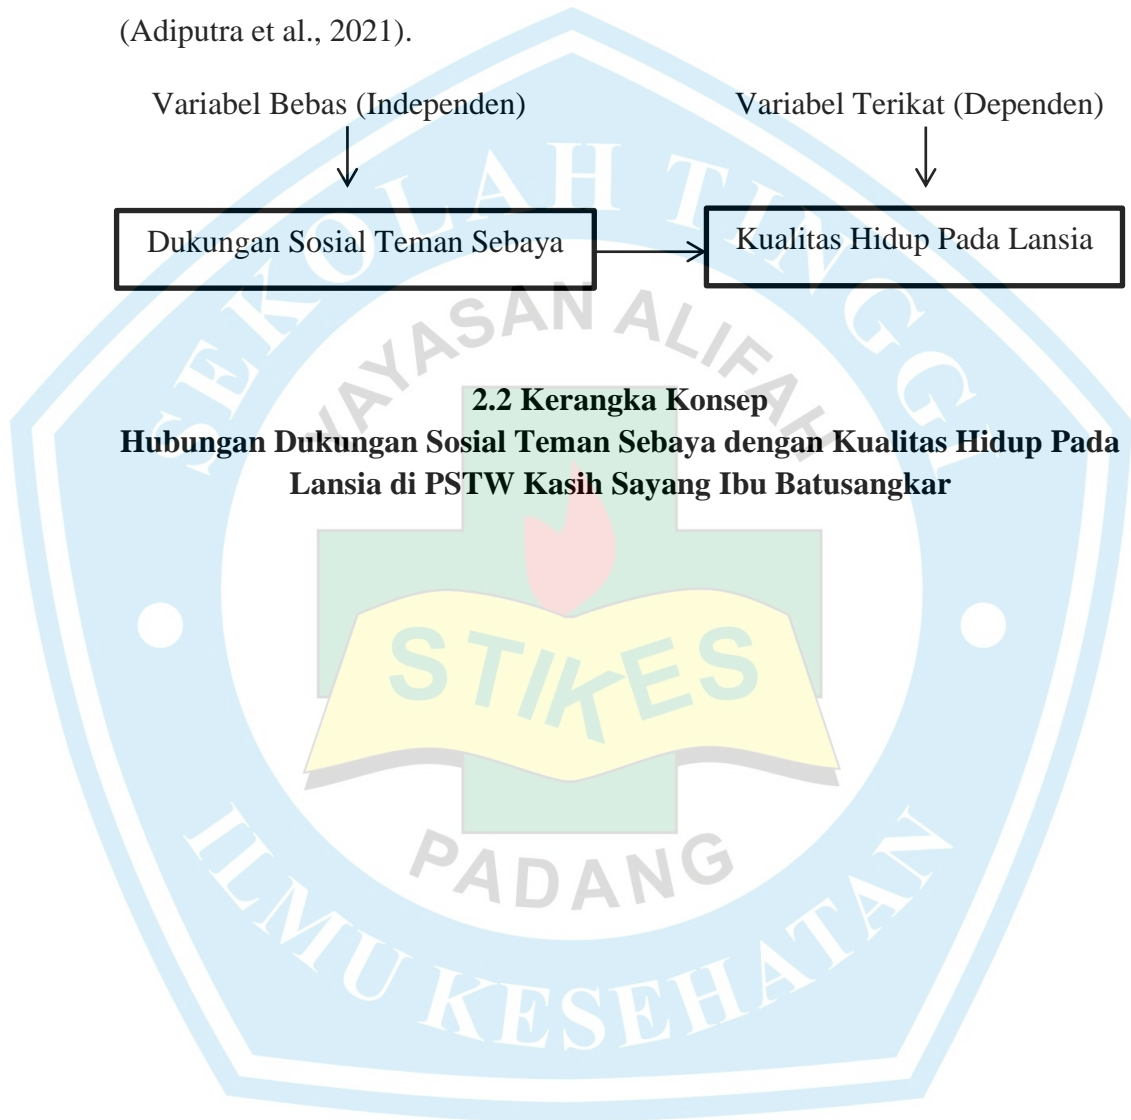 (Adiputra et al., 2021).
Variabel Bebas (Independen) Variabel Terikat (Dependen)
Dukungan Sosial Teman Sebaya Kualitas Hidup Pada Lansia
2.2 Kerangka Konsep
Hubungan Dukungan Sosial Teman Sebaya dengan Kualitas Hidup Pada
Lansia di PSTW Kasih Sayang Ibu Batusangkar
SEKOLAH TINGGI
YAYASAN ALIFAH
STIKES
PADANG
ILMU KESEHATAN